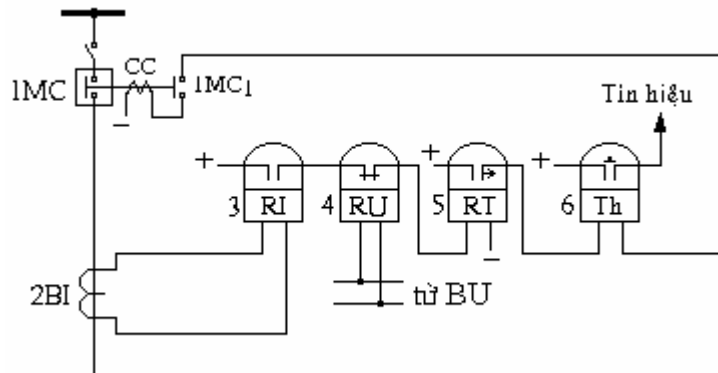 1MC
CC
1MC1
Tín hiệu
+
+
+
3 RI
4 RU
5 RT
6 Th
2BI
từ BU